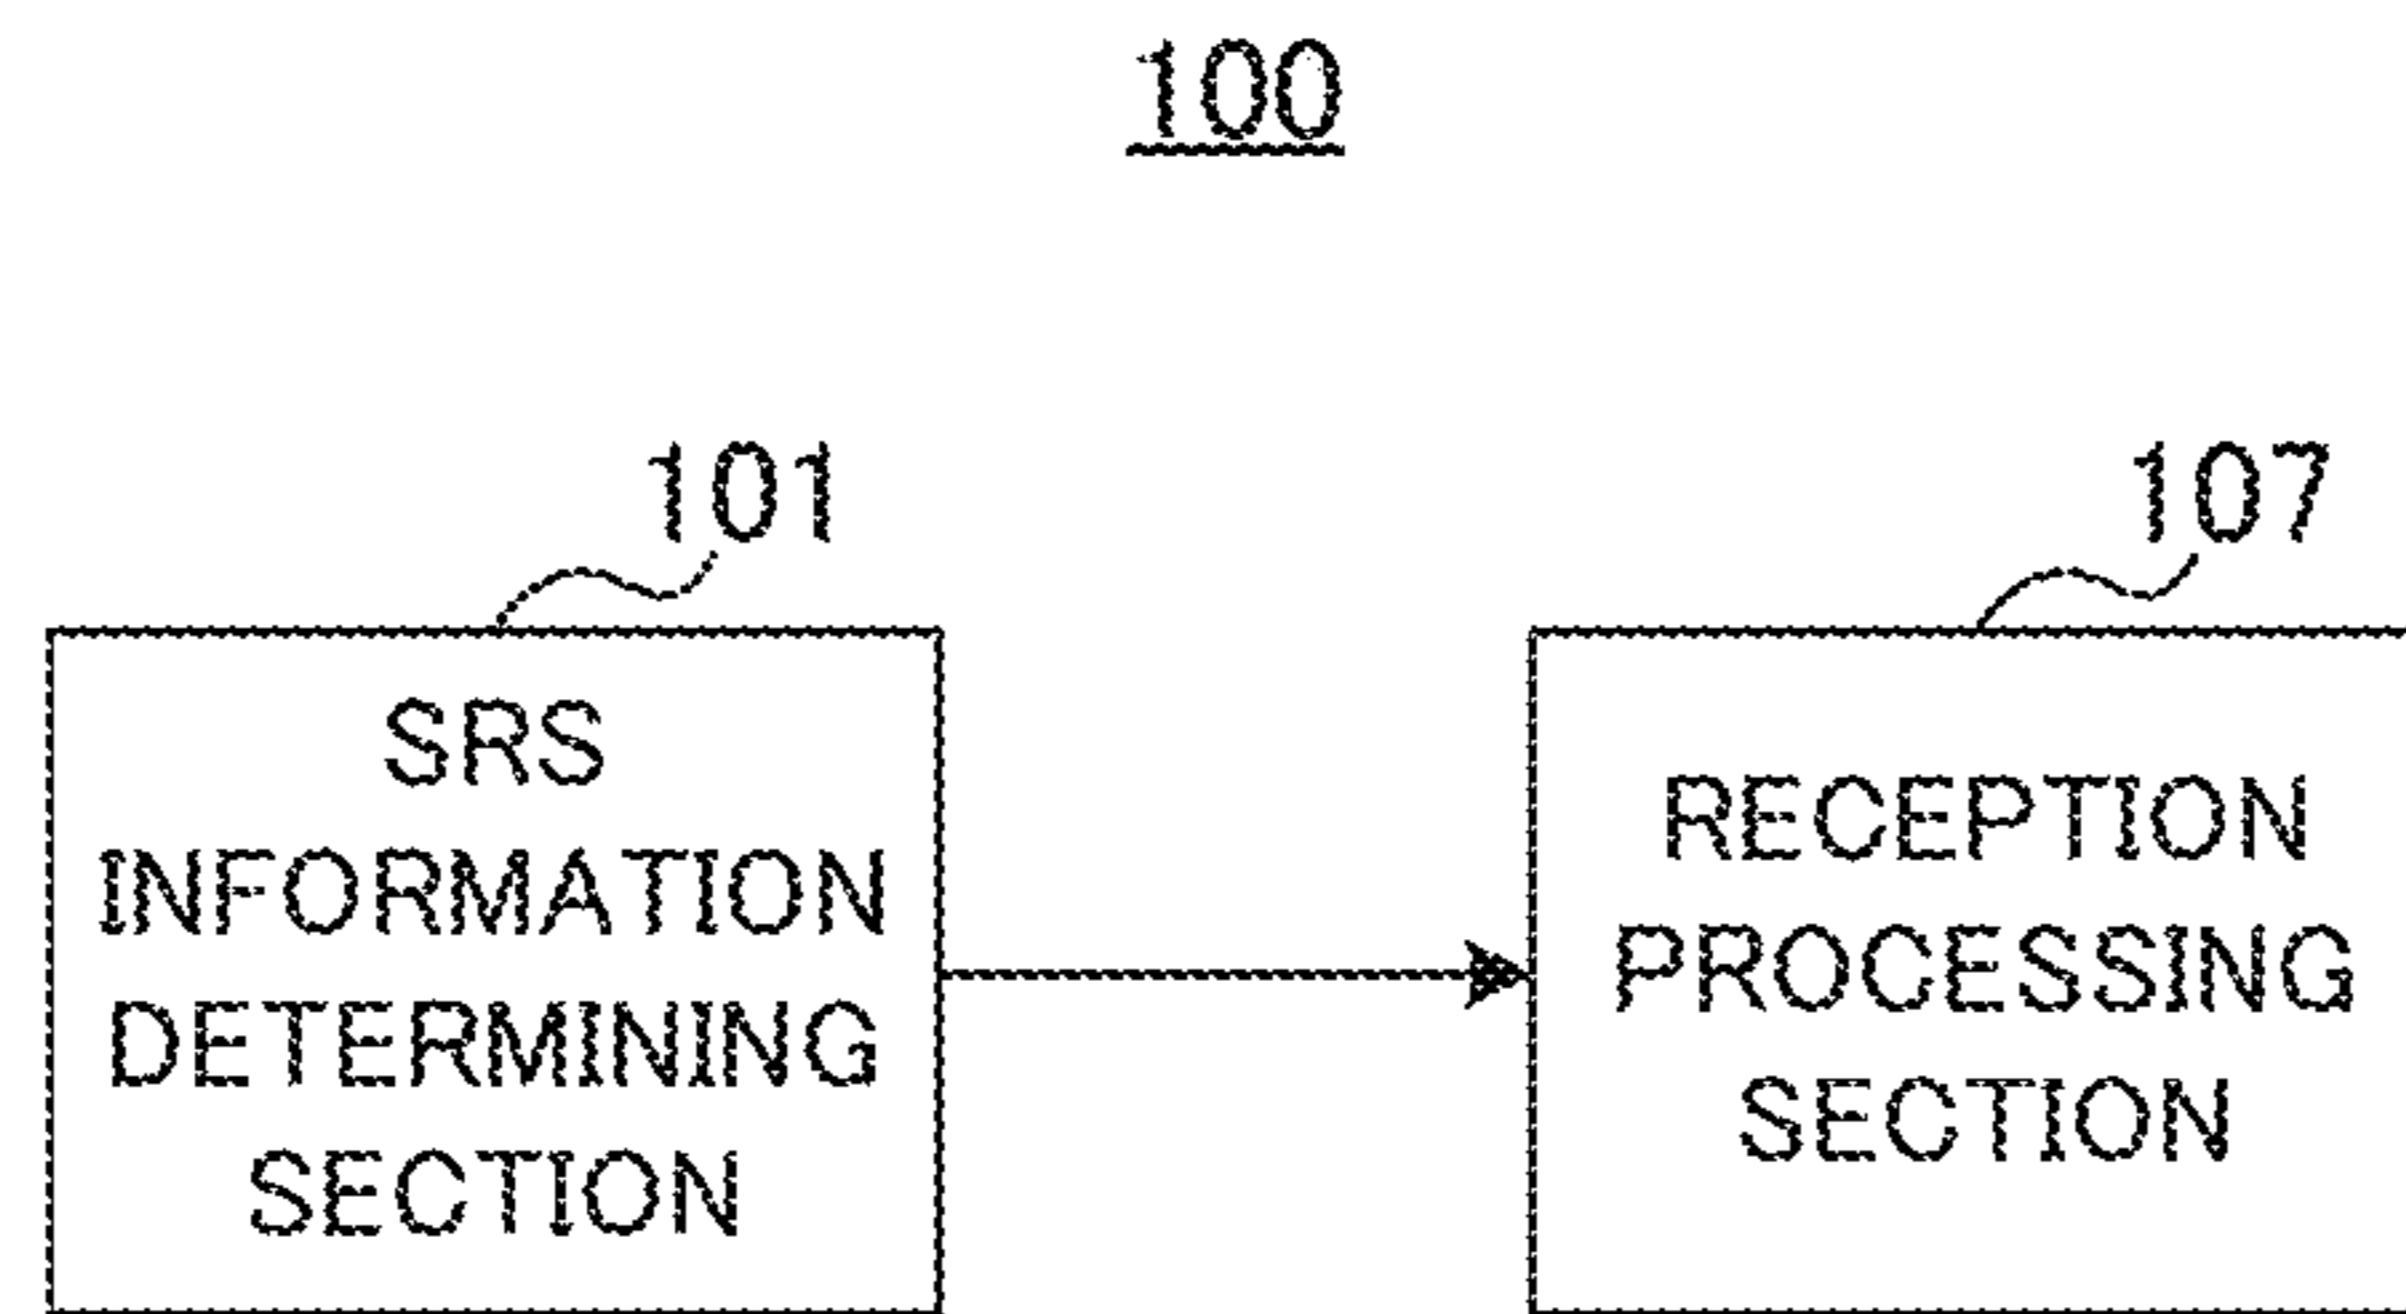 100
101
SRS
INFORMATION
DETERMINING
SECTION
107
RECEPTION
PROCESSING
SECTION